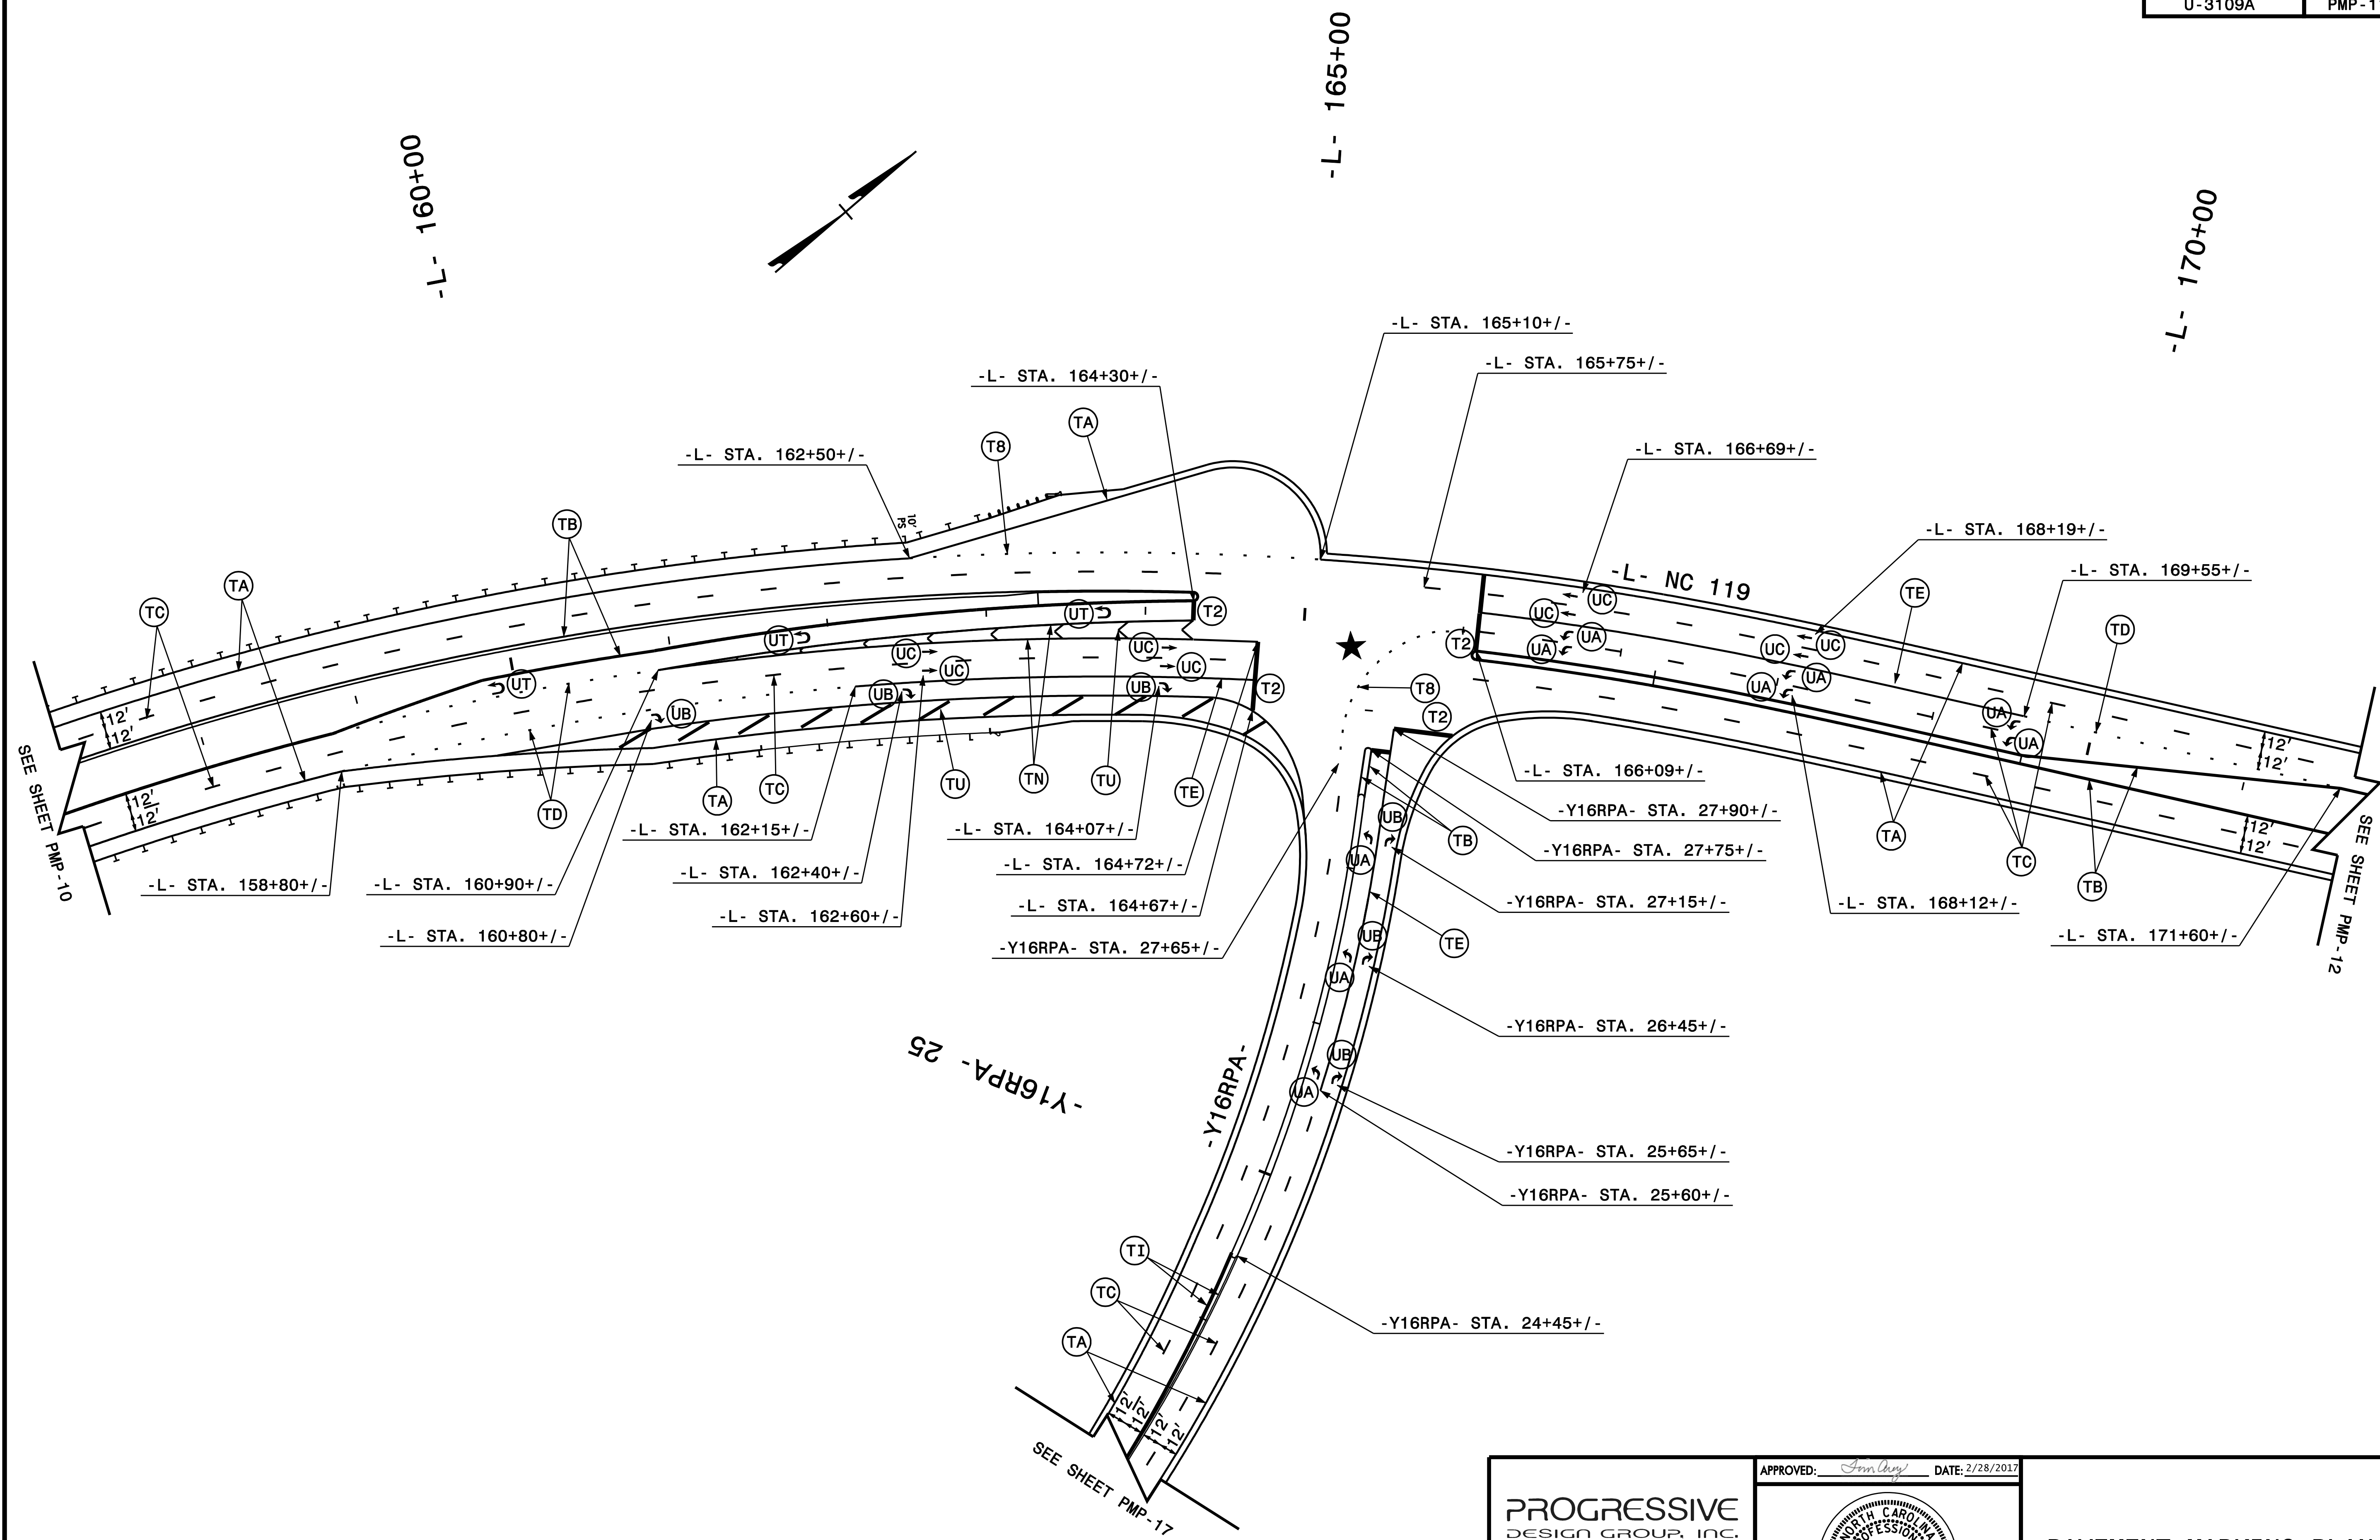 U-3109A
PMP-11
-L- 160+00
-L- 165+00
-L- 170+00
-L- STA. 165+10+/-
-L- STA. 165+75+/-
-L- STA. 164+30+/-
TA
T8
-L- STA. 162+50+/-
-L- STA. 166+69+/-
TB
10'
PS
-L- STA. 168+19+/-
-L- NC 119
-L- STA. 169+55+/-
TE
TD
TC
TA
UT
UT
UT
T2
UC
UC
UC
UC
UC
UC
UA
UA
T2
UC
UC
UA
UA
UA
UA
UB
UB
UB
T2
T8
T2
12'
12'
12'
12'
12'
12'
12'
12'
SEE SHEET PMP-10
SEE SHEET PMP-12
TD
TA
TC
TU
TN
TU
TE
-L- STA. 166+09+/-
-L- STA. 162+15+/-
-L- STA. 164+07+/-
-Y16RPA- STA. 27+90+/-
TB
-Y16RPA- STA. 27+75+/-
TA
TC
TB
-L- STA. 158+80+/-
-L- STA. 160+90+/-
-L- STA. 162+40+/-
-L- STA. 164+72+/-
-L- STA. 164+67+/-
-Y16RPA- STA. 27+15+/-
-L- STA. 168+12+/-
-L- STA. 162+60+/-
-L- STA. 160+80+/-
-Y16RPA- STA. 27+65+/-
TE
-L- STA. 171+60+/-
UB
UA
UB
UA
UB
UA
-Y16RPA- STA. 26+45+/-
-Y16RPA- 25
-Y16RPA-
-Y16RPA- STA. 25+65+/-
-Y16RPA- STA. 25+60+/-
TI
TC
TA
-Y16RPA- STA. 24+45+/-
12'
12'
12'
12'
SEE SHEET PMP-17
APPROVED: DATE: 2/28/2017
PROGRESSIVE
DESIGN GROUP, INC.
NORTH CAROLINA
PAVEMENT MARKING PLAN